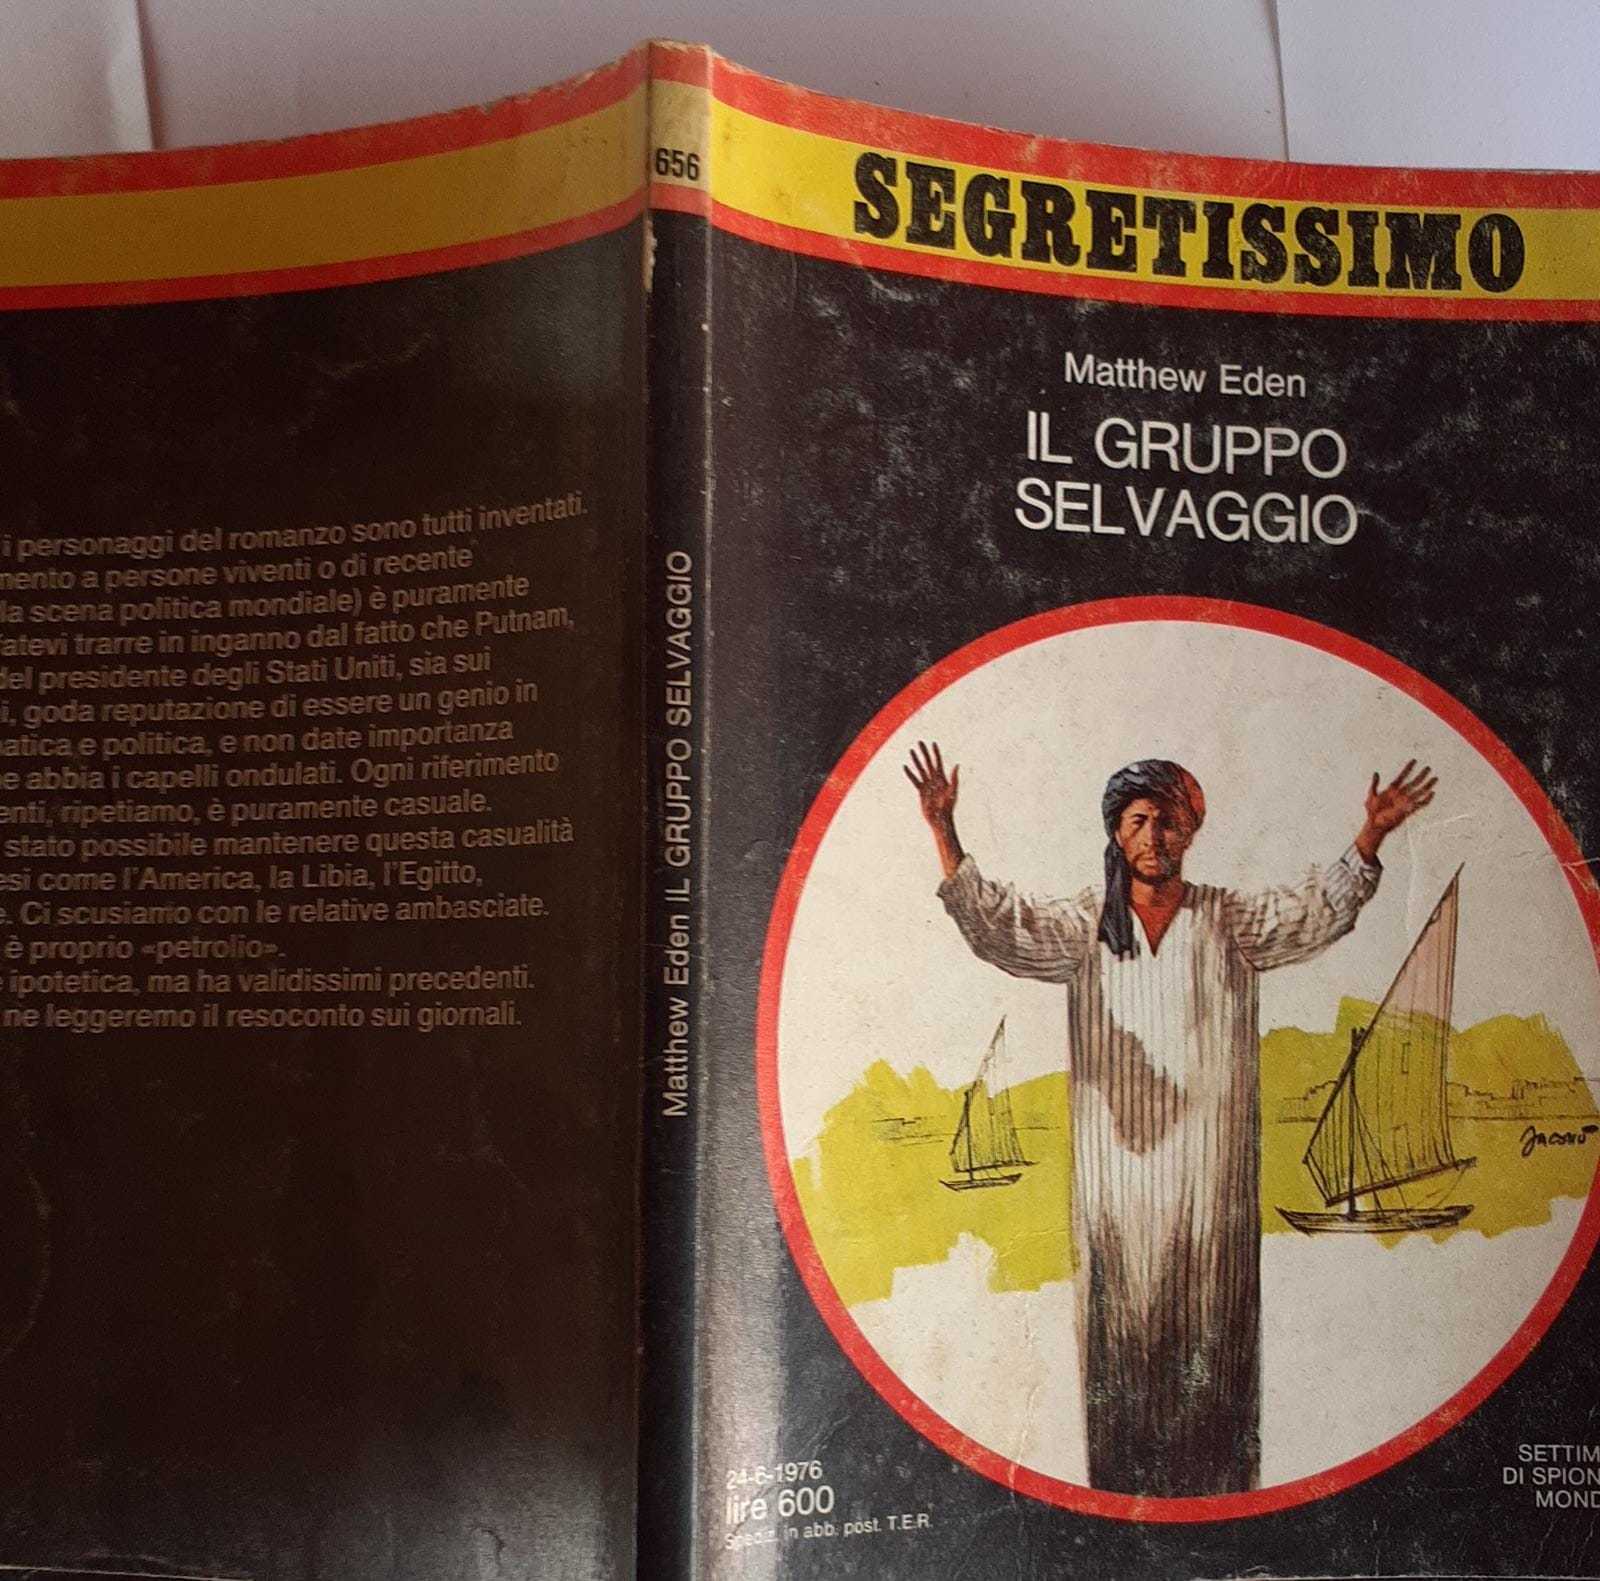 i personaggi del romanzo sono tutti inventati.
mento a persone viventi o di recente
la scena politica mondiale) è puramente
fatevi trarre in inganno dal fatto che Putnam,
del presidente degli Stati Uniti, sia sui
i, goda reputazione di essere un genio in
atica e politica, e non date importanza
e abbia i capelli ondulati. Ogni riferimento
enti, ripetiamo, è puramente casuale.
stato possibile mantenere questa casualità
esi come l'America, la Libia, l'Egitto,
e. Ci scusiamo con le relative ambasciate.
è proprio «petrolio».
è ipotetica, ma ha validissimi precedenti.
ne leggeremo il resoconto sui giornali.
656
Matthew Eden IL GRUPPO SELVAGGIO
SEGRETISSIMO
Matthew Eden
IL GRUPPO
SELVAGGIO
Jacono
24-6-1976
lire 600
Spediz. in abb. post. T.E.R.
SETTIM
DI SPION
MOND